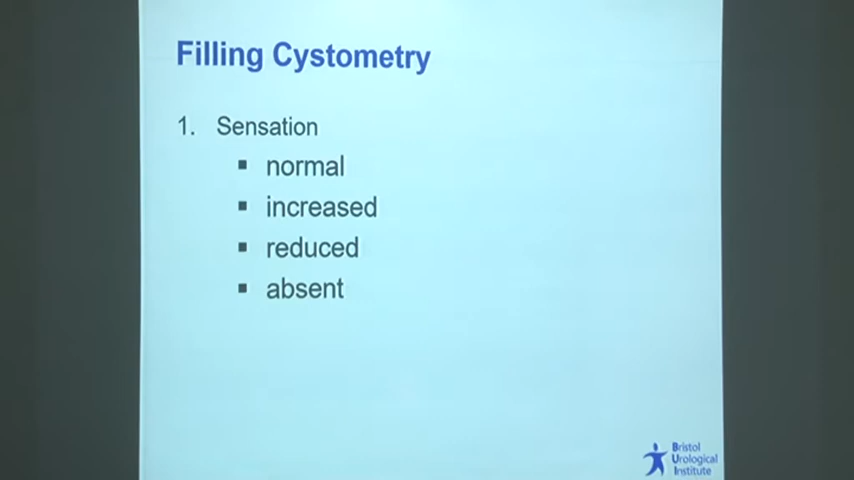 Filling Cystometry
1. Sensation
▪ normal
▪ increased
▪ reduced
▪ absent
Bristol
Urological
Institute